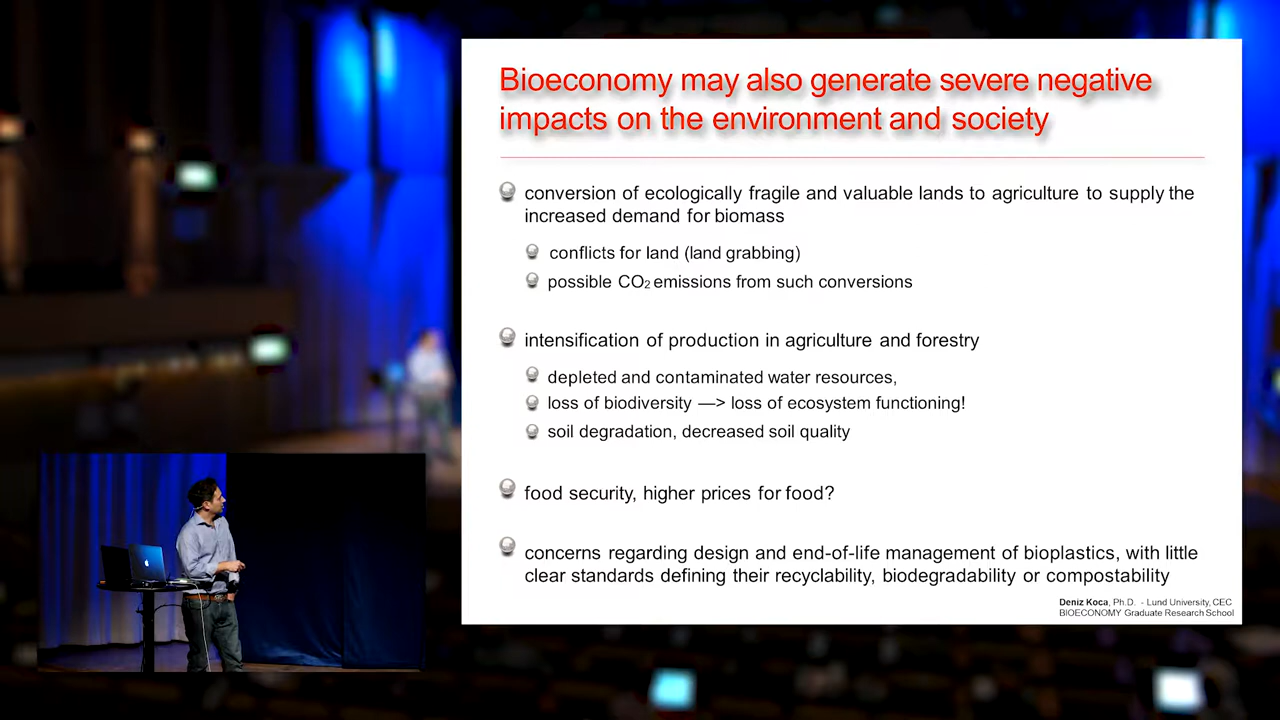 Bioeconomy may also generate severe negative
impacts on the environment and society
conversion of ecologically fragile and valuable lands to agriculture to supply the
increased demand for biomass
conflicts for land (land grabbing)
possible CO₂ emissions from such conversions
intensification of production in agriculture and forestry
depleted and contaminated water resources,
loss of biodiversity —> loss of ecosystem functioning!
soil degradation, decreased soil quality
food security, higher prices for food?
concerns regarding design and end-of-life management of bioplastics, with little
clear standards defining their recyclability, biodegradability or compostability
Deniz Koca, Ph.D. - Lund University, CEC
BIOECONOMY Graduate Research School